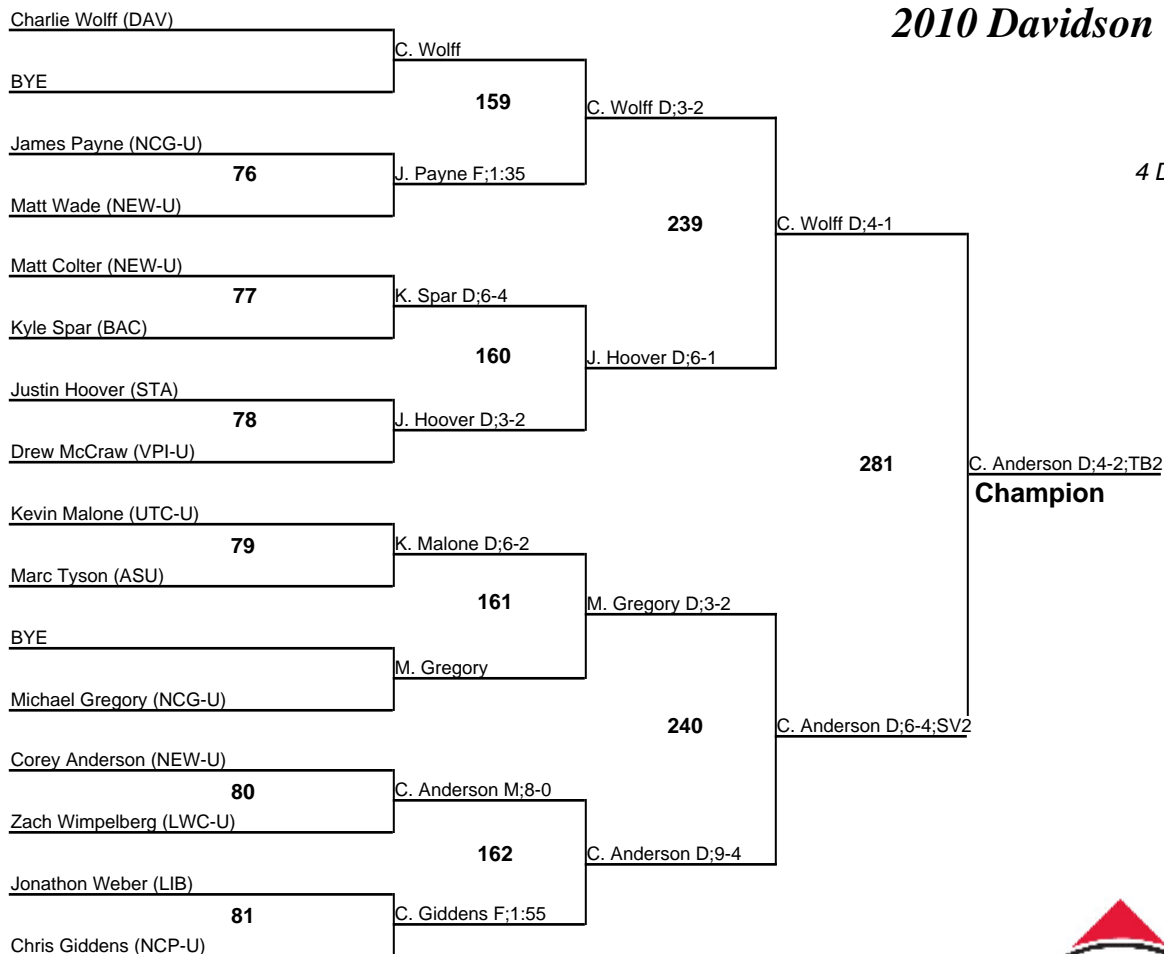 2010 Davidson
Charlie Wolff (DAV)
C. Wolff
BYE
159
C. Wolff D;3-2
James Payne (NCG-U)
76
J. Payne F;1:35
4 D
Matt Wade (NEW-U)
239
C. Wolff D;4-1
Matt Colter (NEW-U)
77
K. Spar D;6-4
Kyle Spar (BAC)
160
J. Hoover D;6-1
Justin Hoover (STA)
78
J. Hoover D;3-2
Drew McCraw (VPI-U)
281
C. Anderson D;4-2;TB2
Champion
Kevin Malone (UTC-U)
79
K. Malone D;6-2
Marc Tyson (ASU)
161
M. Gregory D;3-2
BYE
M. Gregory
Michael Gregory (NCG-U)
240
C. Anderson D;6-4;SV2
Corey Anderson (NEW-U)
80
C. Anderson M;8-0
Zach Wimpelberg (LWC-U)
162
C. Anderson D;9-4
Jonathon Weber (LIB)
81
C. Giddens F;1:55
Chris Giddens (NCP-U)